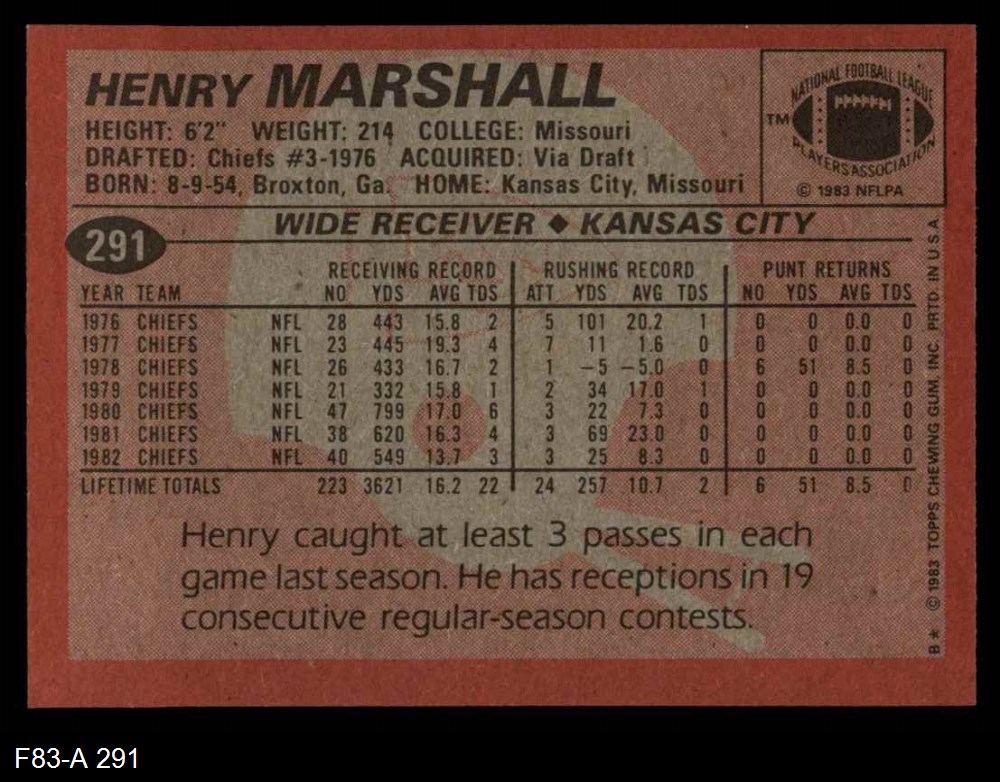 HENRY MARSHALL
HEIGHT: 6'2" WEIGHT: 214 COLLEGE: Missouri
DRAFTED: Chiefs #3-1976 ACQUIRED: Via Draft
BORN: 8-9-54, Broxton, Ga. HOME: Kansas City, Missouri
NATIONAL FOOTBALL LEAGUE
TM
PLAYERS ASSOCIATION
© 1983 NFLPA
291
WIDE RECEIVER ◆ KANSAS CITY
RECEIVING RECORD RUSHING RECORD PUNT RETURNS
YEAR TEAM NO YDS AVG TDS ATT YDS AVG TDS NO YDS AVG TDS
1976 CHIEFS NFL 28 443 15.8 2 5 101 20.2 1 0 0 0.0 0
1977 CHIEFS NFL 23 445 19.3 4 7 11 1.6 0 0 0 0.0 0
1978 CHIEFS NFL 26 433 16.7 2 1 -5 -5.0 0 6 51 8.5 0
1979 CHIEFS NFL 21 332 15.8 1 2 34 17.0 1 0 0 0.0 0
1980 CHIEFS NFL 47 799 17.0 6 3 22 7.3 0 0 0 0.0 0
1981 CHIEFS NFL 38 620 16.3 4 3 69 23.0 0 0 0 0.0 0
1982 CHIEFS NFL 40 549 13.7 3 3 25 8.3 0 0 0 0.0 0
LIFETIME TOTALS 223 3621 16.2 22 24 257 10.7 2 6 51 8.5 0
Henry caught at least 3 passes in each
game last season. He has receptions in 19
consecutive regular-season contests.
B* © 1983 TOPPS CHEWING GUM, INC. PRTD. IN U.S.A.
F83-A 291